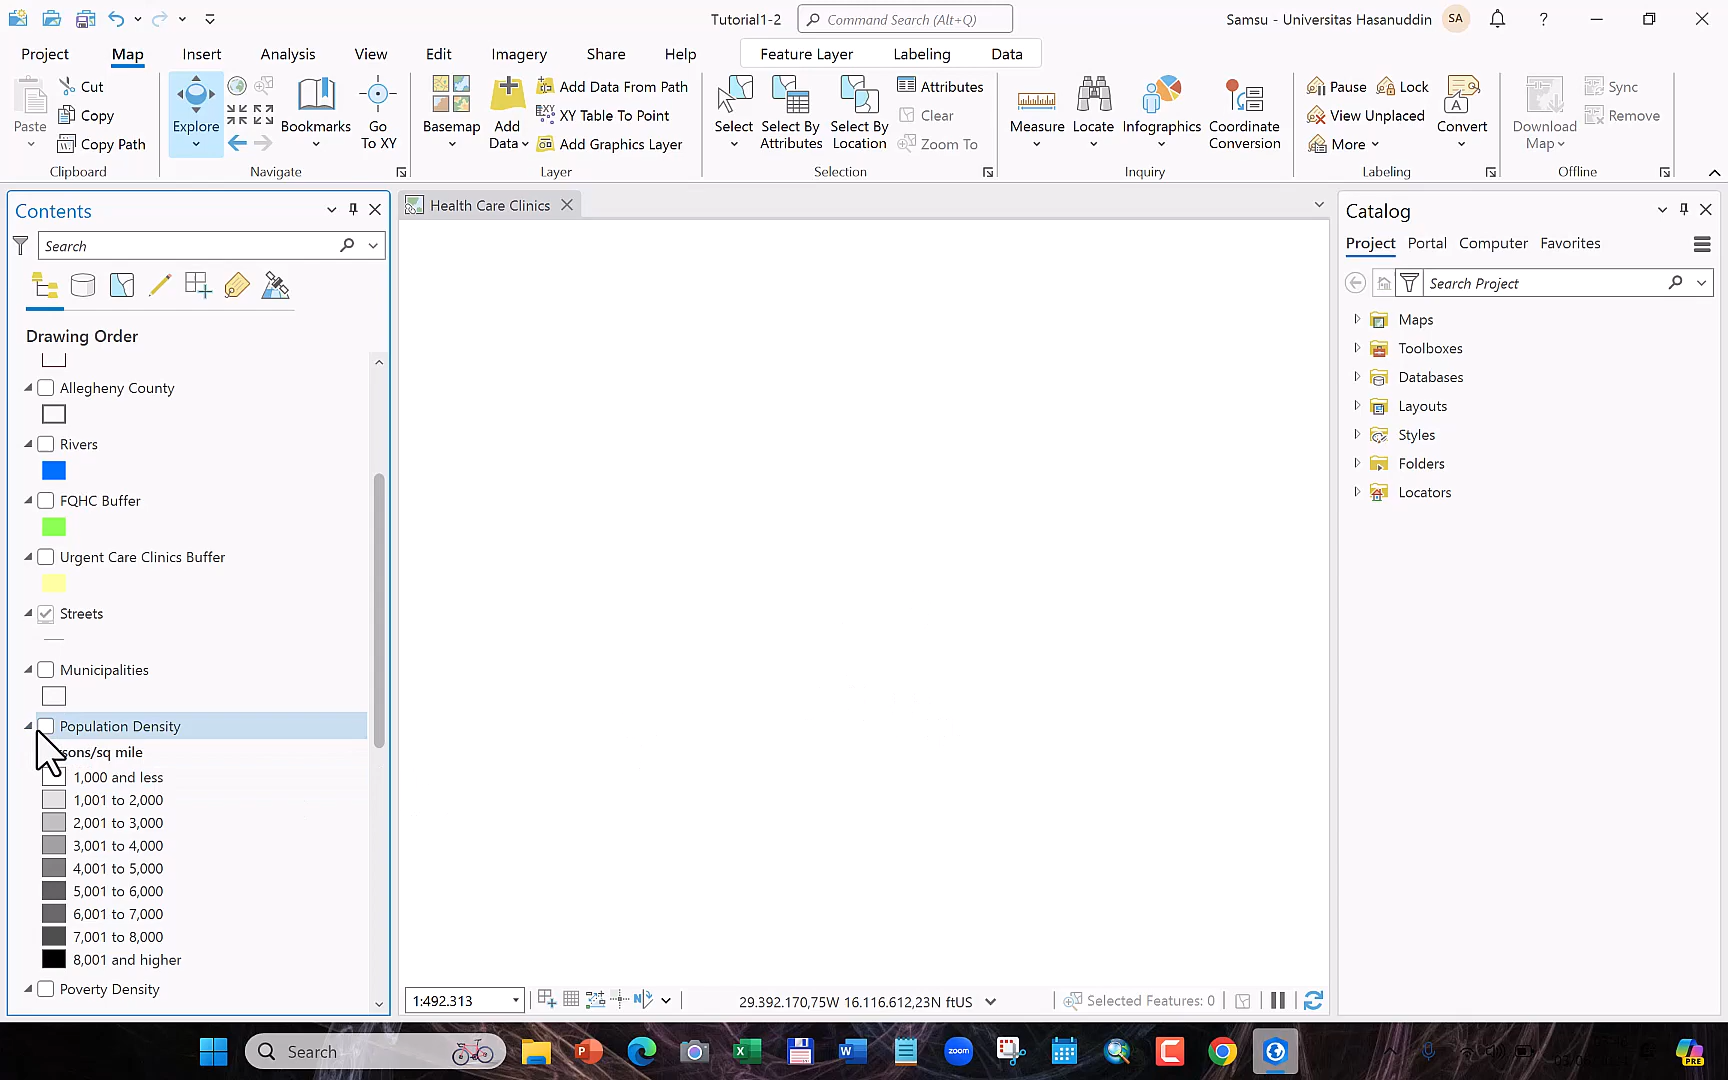 Tutorial1-2
Command Search (Alt+Q)
Samsu - Universitas Hasanuddin
SA
?
Project
Map
Insert
Analysis
View
Edit
Imagery
Share
Help
Feature Layer
Labeling
Data
Paste
Cut
Copy
Copy Path
Clipboard
Explore
Bookmarks
Go
To XY
Navigate
Basemap
Add
Data
Add Data From Path
XY Table To Point
Add Graphics Layer
Layer
Select
Select By
Attributes
Select By
Location
Attributes
Clear
Zoom To
Selection
Measure
Locate
Infographics
Coordinate
Conversion
Inquiry
Pause
Lock
View Unplaced
More
Convert
Labeling
Download
Map
Sync
Remove
Offline
Contents
Search
Drawing Order
Allegheny County
Rivers
FQHC Buffer
Urgent Care Clinics Buffer
Streets
Municipalities
Population Density
sons/sq mile
1,000 and less
1,001 to 2,000
2,001 to 3,000
3,001 to 4,000
4,001 to 5,000
5,001 to 6,000
6,001 to 7,000
7,001 to 8,000
8,001 and higher
Poverty Density
Health Care Clinics
1:492.313
29.392.170,75W 16.116.612,23N ftUS
Selected Features: 0
Catalog
Project
Portal
Computer
Favorites
Search Project
Maps
Toolboxes
Databases
Layouts
Styles
Folders
Locators
Search
zoom
PRE